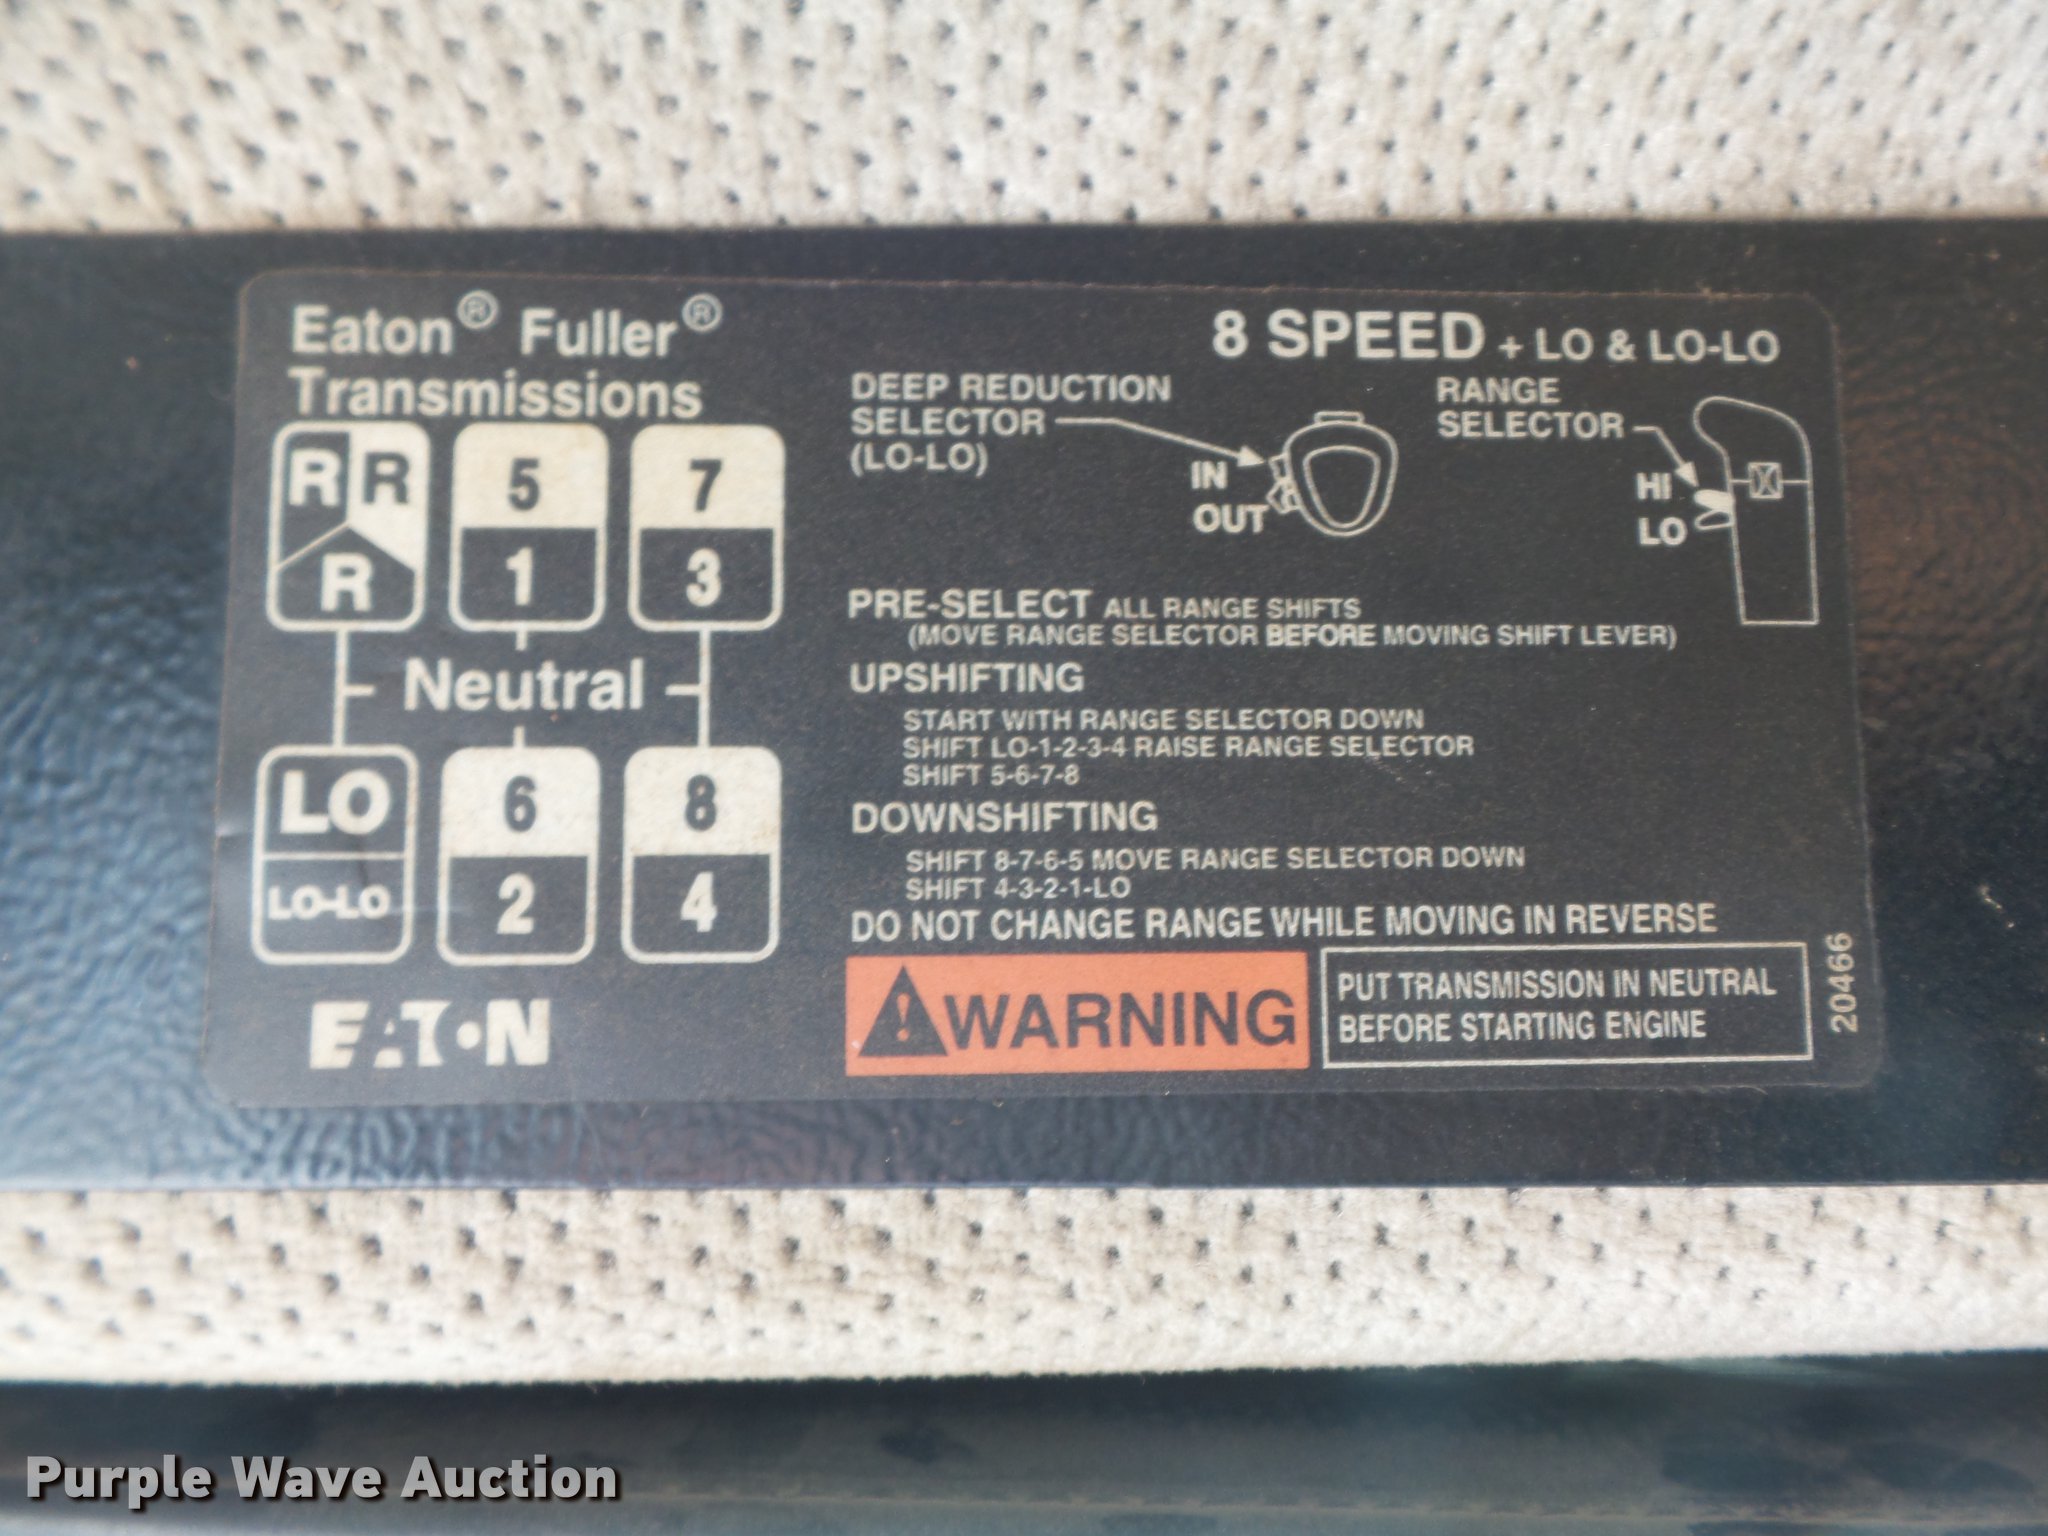 Eaton® Fuller®
Transmissions
8 SPEED + LO & LO-LO
R R
R
5
1
7
3
Neutral
LO
LO-LO
6
2
8
4
EATON
DEEP REDUCTION
SELECTOR
(LO-LO)
IN
OUT
RANGE
SELECTOR
HI
LO
PRE-SELECT ALL RANGE SHIFTS
(MOVE RANGE SELECTOR BEFORE MOVING SHIFT LEVER)
UPSHIFTING
START WITH RANGE SELECTOR DOWN
SHIFT LO-1-2-3-4 RAISE RANGE SELECTOR
SHIFT 5-6-7-8
DOWNSHIFTING
SHIFT 8-7-6-5 MOVE RANGE SELECTOR DOWN
SHIFT 4-3-2-1-LO
DO NOT CHANGE RANGE WHILE MOVING IN REVERSE
! WARNING
PUT TRANSMISSION IN NEUTRAL
BEFORE STARTING ENGINE
20466
Purple Wave Auction